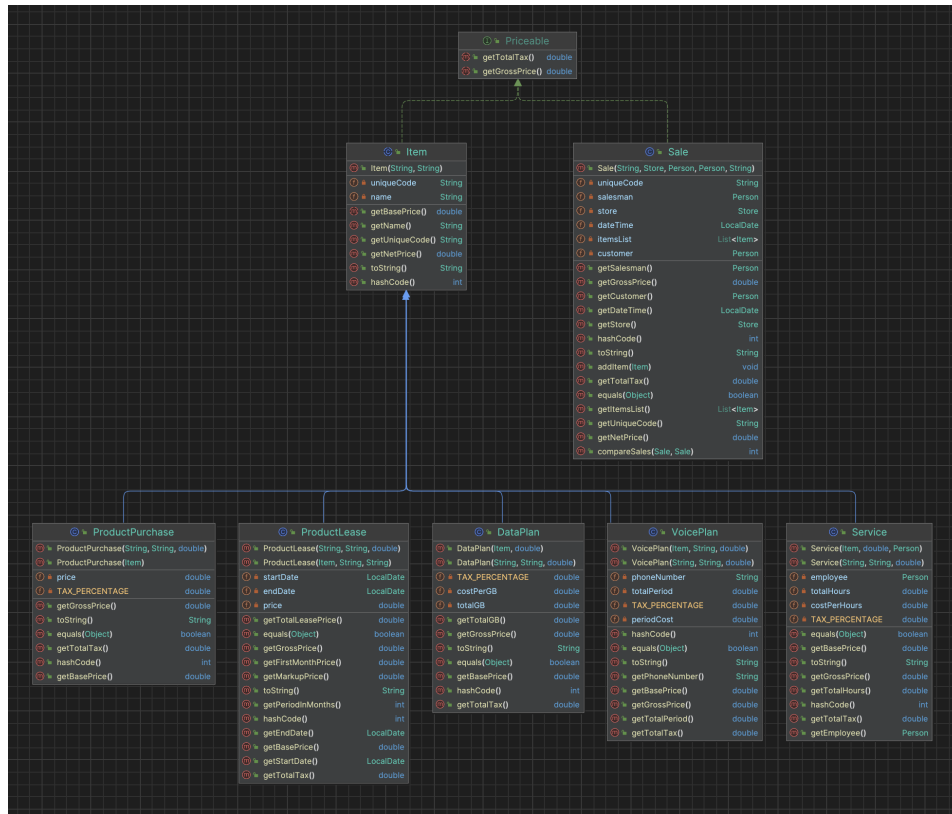 Priceable
getTotalTax() double
getGrossPrice() double
Item
Item(String, String)
uniqueCode String
name String
getBasePrice() double
getName() String
getUniqueCode() String
getNetPrice() double
toString() String
hashCode() int
Sale
Sale(String, Store, Person, Person, String)
uniqueCode String
salesman Person
store Store
dateTime LocalDate
itemsList List<Item>
customer Person
getSalesman() Person
getGrossPrice() double
getCustomer() Person
getDateTime() LocalDate
getStore() Store
hashCode() int
toString() String
addItem(Item) void
getTotalTax() double
equals(Object) boolean
getItemsList() List<Item>
getUniqueCode() String
getNetPrice() double
compareSales(Sale, Sale) int
ProductPurchase
ProductPurchase(String, String, double)
ProductPurchase(Item)
price double
TAX_PERCENTAGE double
getGrossPrice() double
toString() String
equals(Object) boolean
getTotalTax() double
hashCode() int
getBasePrice() double
ProductLease
ProductLease(String, String, double)
ProductLease(Item, String, String)
startDate LocalDate
endDate LocalDate
price double
getTotalLeasePrice() double
equals(Object) boolean
getGrossPrice() double
getFirstMonthPrice() double
getMarkupPrice() double
toString() String
getPeriodInMonths() int
hashCode() int
getEndDate() LocalDate
getBasePrice() double
getStartDate() LocalDate
getTotalTax() double
DataPlan
DataPlan(Item, double)
DataPlan(String, String, double)
TAX_PERCENTAGE double
costPerGB double
totalGB double
getTotalGB() double
getGrossPrice() double
toString() String
equals(Object) boolean
getBasePrice() double
hashCode() int
getTotalTax() double
VoicePlan
VoicePlan(Item, String, double)
VoicePlan(String, String, double)
phoneNumber String
totalPeriod double
TAX_PERCENTAGE double
periodCost double
hashCode() int
equals(Object) boolean
toString() String
getPhoneNumber() String
getBasePrice() double
getGrossPrice() double
getTotalPeriod() double
getTotalTax() double
Service
Service(Item, double, Person)
Service(String, String, double)
employee Person
totalHours double
costPerHours double
TAX_PERCENTAGE double
equals(Object) boolean
getBasePrice() double
toString() String
getGrossPrice() double
getTotalHours() double
hashCode() int
getTotalTax() double
getEmployee() Person